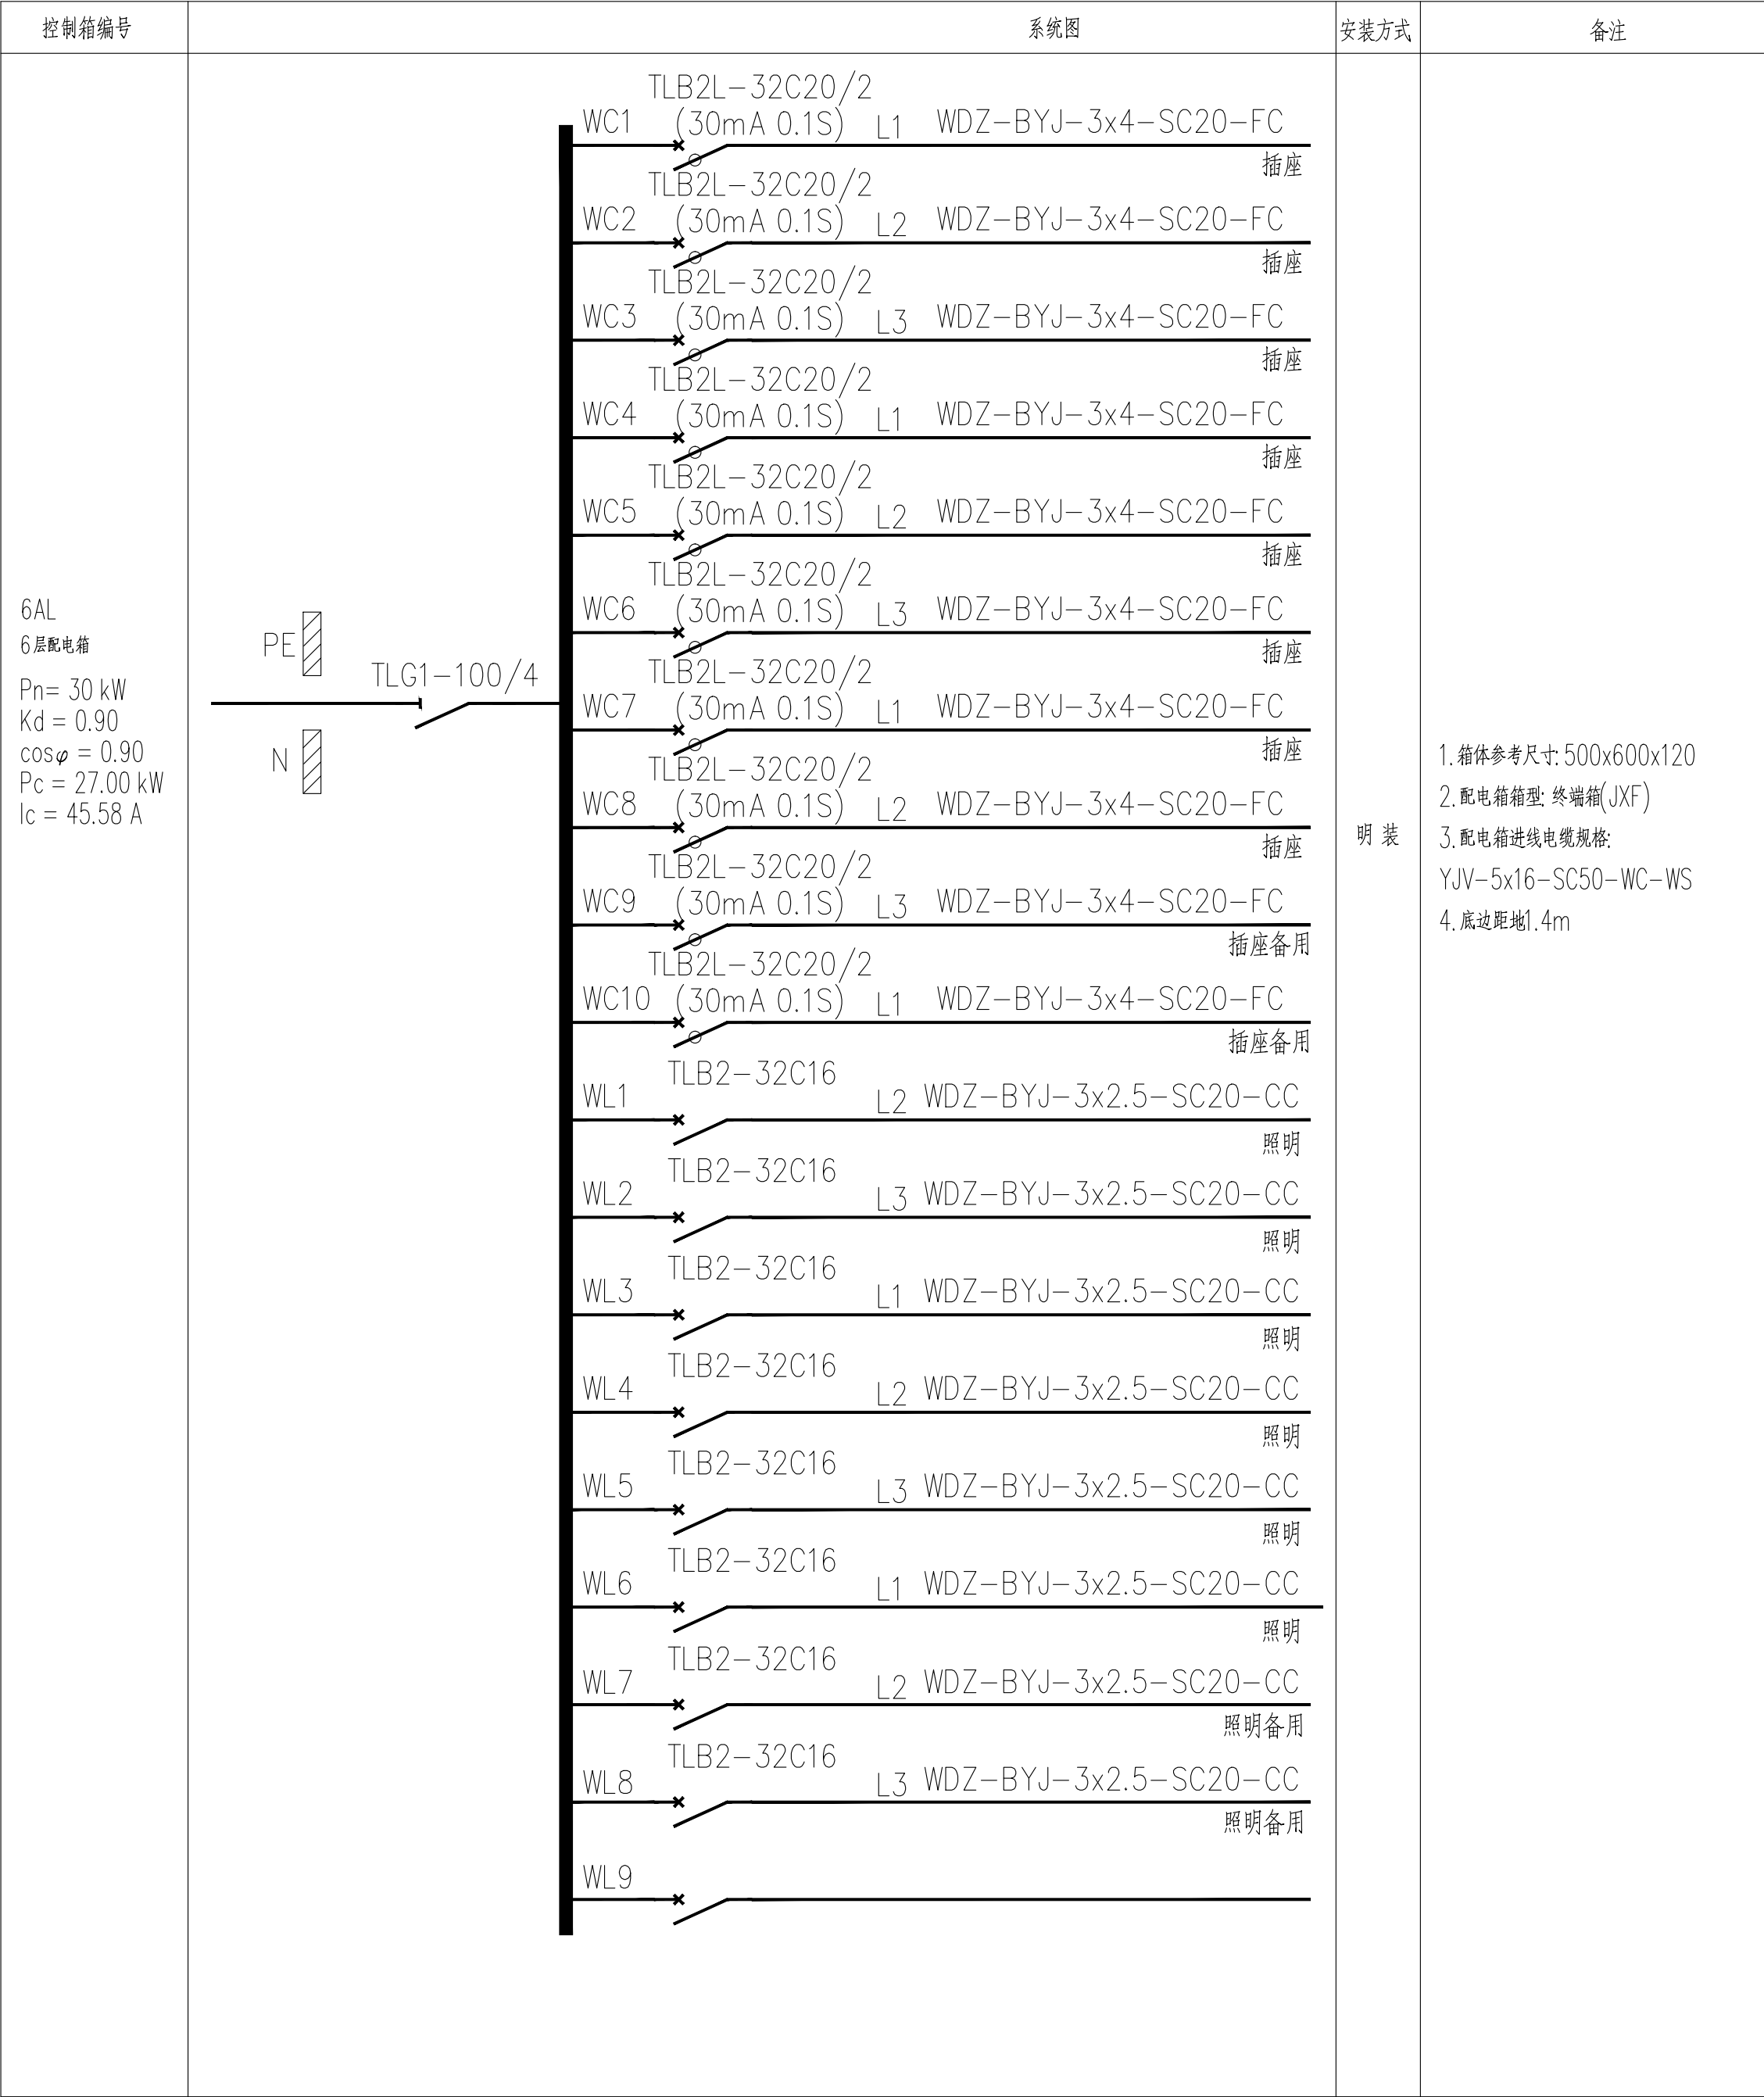 控制箱编号
系统图
安装方式
备注
6AL
6层配电箱
Pn= 30 kW
Kd = 0.90
cosφ = 0.90
Pc = 27.00 kW
Ic = 45.58 A
PE
N
TLG1-100/4
TLB2L-32C20/2
WC1 (30mA 0.1S) L1 WDZ-BYJ-3x4-SC20-FC
插座
TLB2L-32C20/2
WC2 (30mA 0.1S) L2 WDZ-BYJ-3x4-SC20-FC
插座
TLB2L-32C20/2
WC3 (30mA 0.1S) L3 WDZ-BYJ-3x4-SC20-FC
插座
TLB2L-32C20/2
WC4 (30mA 0.1S) L1 WDZ-BYJ-3x4-SC20-FC
插座
TLB2L-32C20/2
WC5 (30mA 0.1S) L2 WDZ-BYJ-3x4-SC20-FC
插座
TLB2L-32C20/2
WC6 (30mA 0.1S) L3 WDZ-BYJ-3x4-SC20-FC
插座
TLB2L-32C20/2
WC7 (30mA 0.1S) L1 WDZ-BYJ-3x4-SC20-FC
插座
TLB2L-32C20/2
WC8 (30mA 0.1S) L2 WDZ-BYJ-3x4-SC20-FC
插座
TLB2L-32C20/2
WC9 (30mA 0.1S) L3 WDZ-BYJ-3x4-SC20-FC
插座备用
TLB2L-32C20/2
WC10 (30mA 0.1S) L1 WDZ-BYJ-3x4-SC20-FC
插座备用
TLB2-32C16
WL1 L2 WDZ-BYJ-3x2.5-SC20-CC
照明
TLB2-32C16
WL2 L3 WDZ-BYJ-3x2.5-SC20-CC
照明
TLB2-32C16
WL3 L1 WDZ-BYJ-3x2.5-SC20-CC
照明
TLB2-32C16
WL4 L2 WDZ-BYJ-3x2.5-SC20-CC
照明
TLB2-32C16
WL5 L3 WDZ-BYJ-3x2.5-SC20-CC
照明
TLB2-32C16
WL6 L1 WDZ-BYJ-3x2.5-SC20-CC
照明
TLB2-32C16
WL7 L2 WDZ-BYJ-3x2.5-SC20-CC
照明备用
TLB2-32C16
WL8 L3 WDZ-BYJ-3x2.5-SC20-CC
照明备用
WL9
明 装
1.箱体参考尺寸: 500x600x120
2.配电箱箱型: 终端箱(JXF)
3.配电箱进线电缆规格:
YJV-5x16-SC50-WC-WS
4.底边距地1.4m